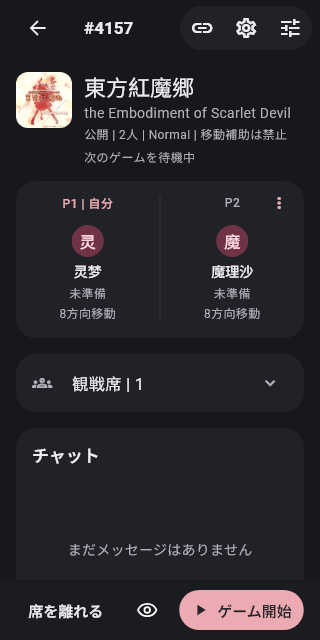 #4157
東方紅魔郷
the Embodiment of Scarlet Devil
公開 | 2人 | Normal | 移動補助は禁止
次のゲームを待機中
P1 | 自分
P2
灵
魔
灵梦
魔理沙
未準備
未準備
8方向移動
8方向移動
観戦席 | 1
チャット
まだメッセージはありません
席を離れる
ゲーム開始